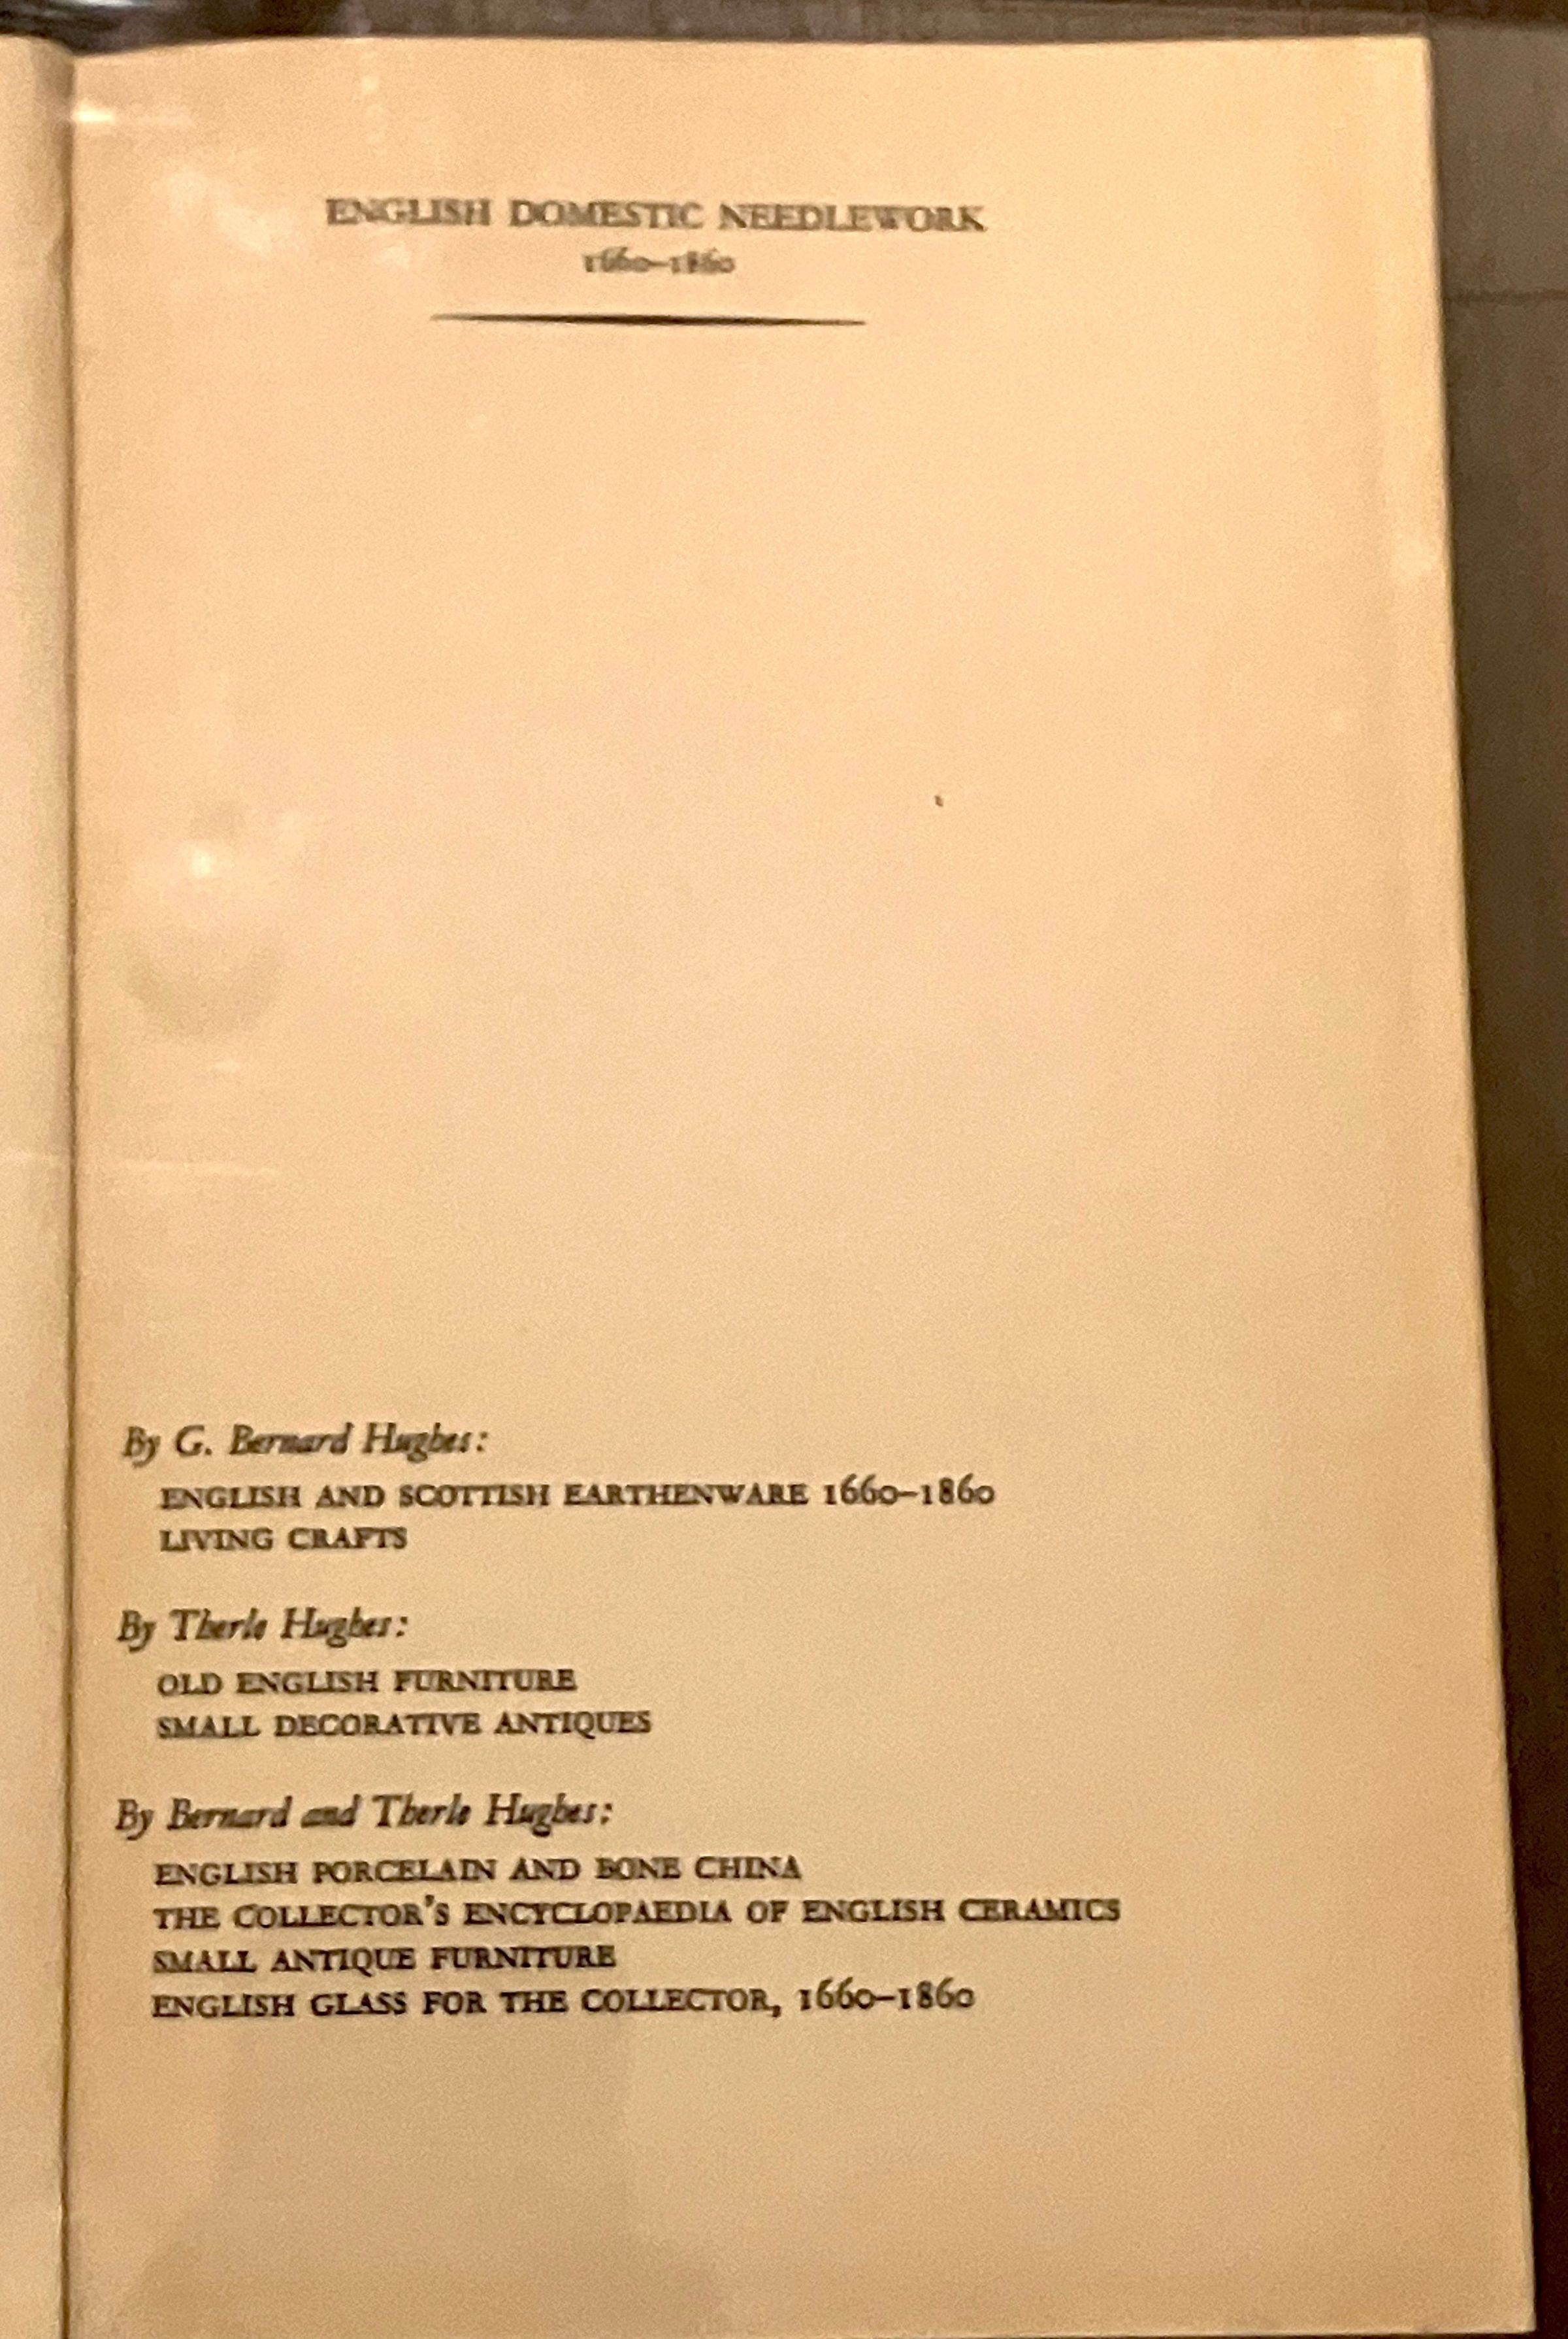 ENGLISH DOMESTIC NEEDLEWORK
1660–1860
By G. Bernard Hughes:
ENGLISH AND SCOTTISH EARTHENWARE 1660–1860
LIVING CRAFTS
By Therle Hughes:
OLD ENGLISH FURNITURE
SMALL DECORATIVE ANTIQUES
By Bernard and Therle Hughes:
ENGLISH PORCELAIN AND BONE CHINA
THE COLLECTOR'S ENCYCLOPAEDIA OF ENGLISH CERAMICS
SMALL ANTIQUE FURNITURE
ENGLISH GLASS FOR THE COLLECTOR, 1660–1860